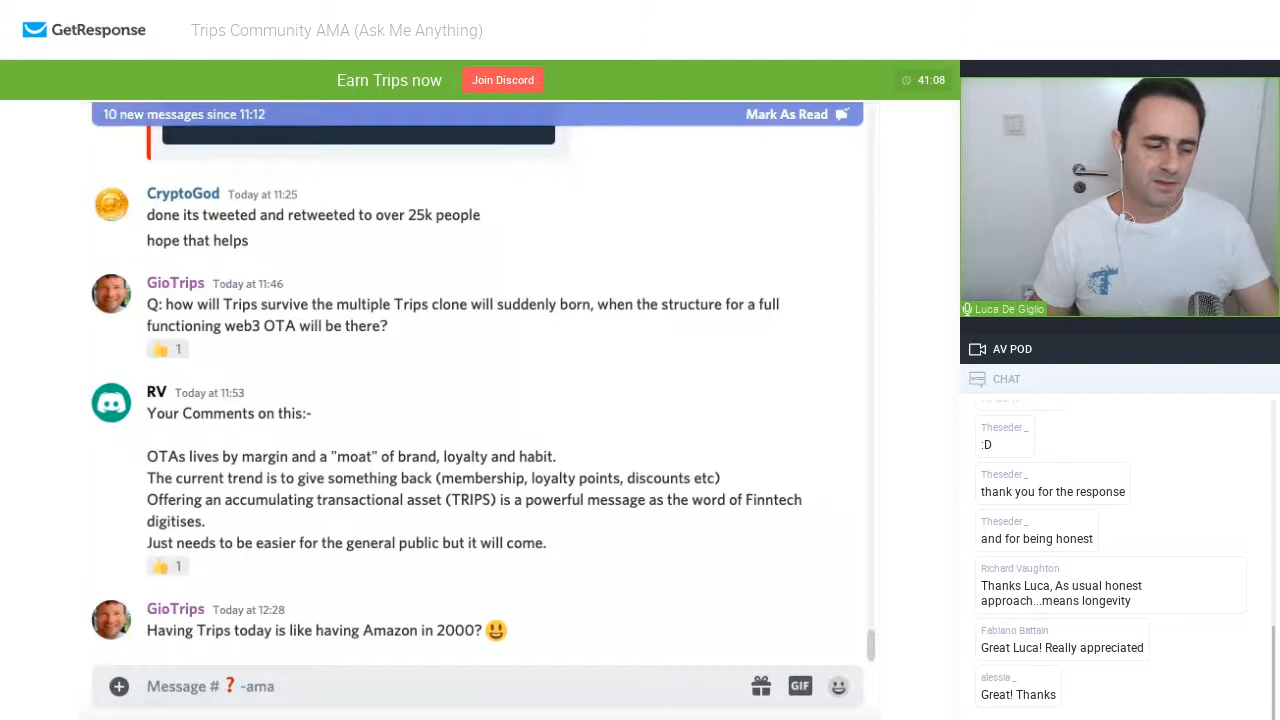 GetResponse
Trips Community AMA (Ask Me Anything)
Earn Trips now
Join Discord
41:08
10 new messages since 11:12
Mark As Read
CryptoGod Today at 11:25
done its tweeted and retweeted to over 25k people
hope that helps
GioTrips Today at 11:46
Q: how will Trips survive the multiple Trips clone will suddenly born, when the structure for a full
functioning web3 OTA will be there?
1
RV Today at 11:53
Your Comments on this:-
OTAs lives by margin and a "moat" of brand, loyalty and habit.
The current trend is to give something back (membership, loyalty points, discounts etc)
Offering an accumulating transactional asset (TRIPS) is a powerful message as the word of Finntech
digitises.
Just needs to be easier for the general public but it will come.
1
GioTrips Today at 12:28
Having Trips today is like having Amazon in 2000? 😃
Message # ❓ -ama
GIF
Luca De Giglio
AV POD
CHAT
Theseder_
:D
Theseder_
thank you for the response
Theseder_
and for being honest
Richard Vaughton
Thanks Luca, As usual honest
approach...means longevity
Fabiano Battain
Great Luca! Really appreciated
alessia_
Great! Thanks